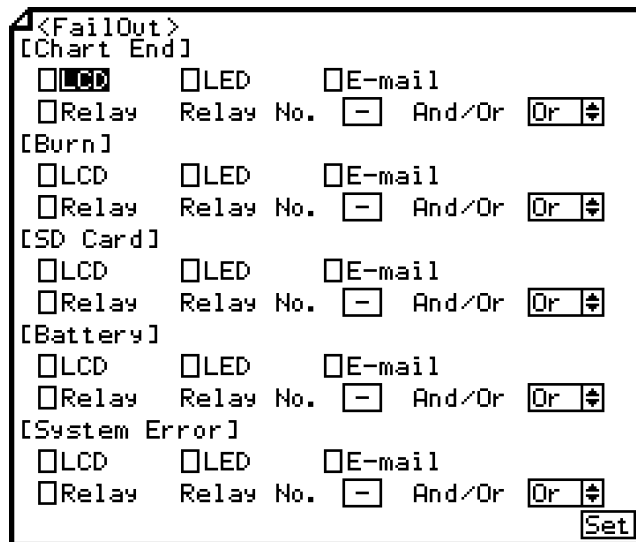 <FailOut>
[Chart End]
LCD LED E-mail
Relay Relay No. - And/Or Or
[Burn]
LCD LED E-mail
Relay Relay No. - And/Or Or
[SD Card]
LCD LED E-mail
Relay Relay No. - And/Or Or
[Battery]
LCD LED E-mail
Relay Relay No. - And/Or Or
[System Error]
LCD LED E-mail
Relay Relay No. - And/Or Or
Set